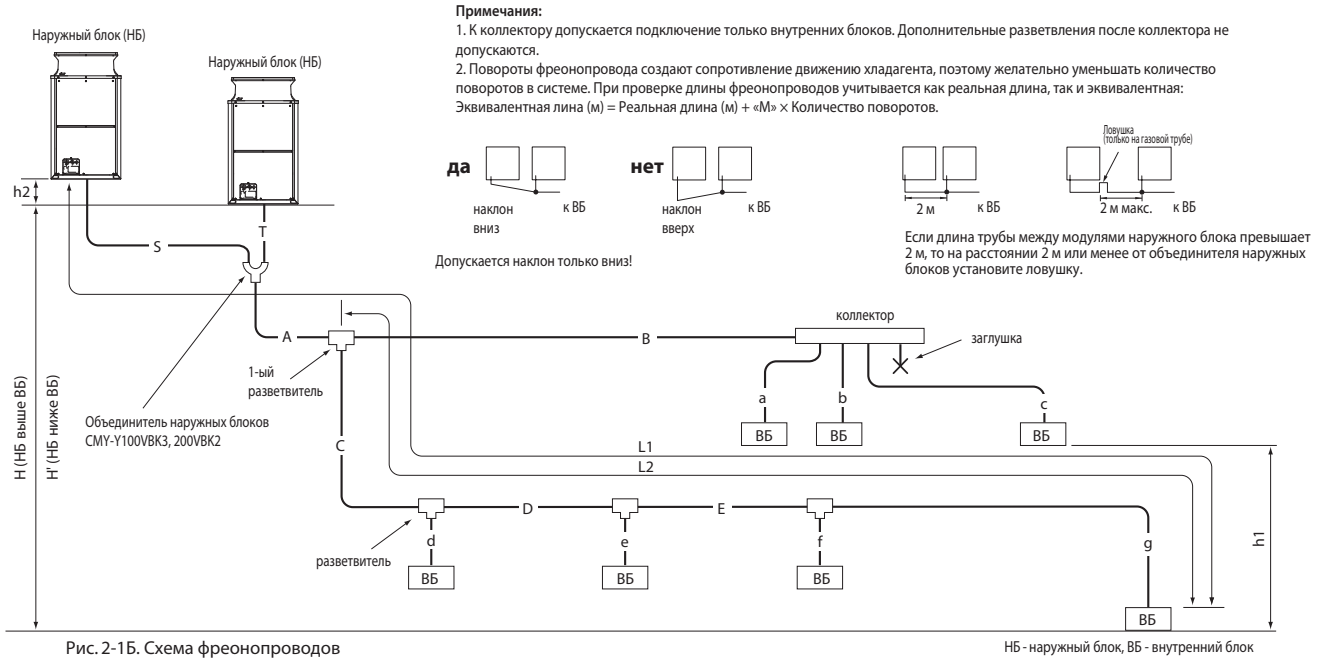 Примечания:
1. К коллектору допускается подключение только внутренних блоков. Дополнительные разветвления после коллектора не
допускаются.
2. Повороты фреонопровода создают сопротивление движению хладагента, поэтому желательно уменьшать количество
поворотов в системе. При проверке длины фреонопроводов учитывается как реальная длина, так и эквивалентная:
Эквивалентная лина (м) = Реальная длина (м) + «М» × Количество поворотов.
Наружный блок (НБ)
Наружный блок (НБ)
h2
S
T
да
наклон
вниз
к ВБ
нет
наклон
вверх
к ВБ
Допускается наклон только вниз!
2 м
к ВБ
Ловушка
(только на газовой трубе)
2 м макс.
к ВБ
Если длина трубы между модулями наружного блока превышает
2 м, то на расстоянии 2 м или менее от объединителя наружных
блоков установите ловушку.
A
B
коллектор
заглушка
1-ый
разветвитель
Объединитель наружных блоков
CMY-Y100VBK3, 200VBK2
H (НБ выше ВБ)
H' (НБ ниже ВБ)
a
b
c
ВБ
ВБ
ВБ
C
L1
L2
D
E
d
e
f
g
h1
разветвитель
ВБ
ВБ
ВБ
ВБ
Рис. 2-1Б. Схема фреонопроводов
НБ - наружный блок, ВБ - внутренний блок